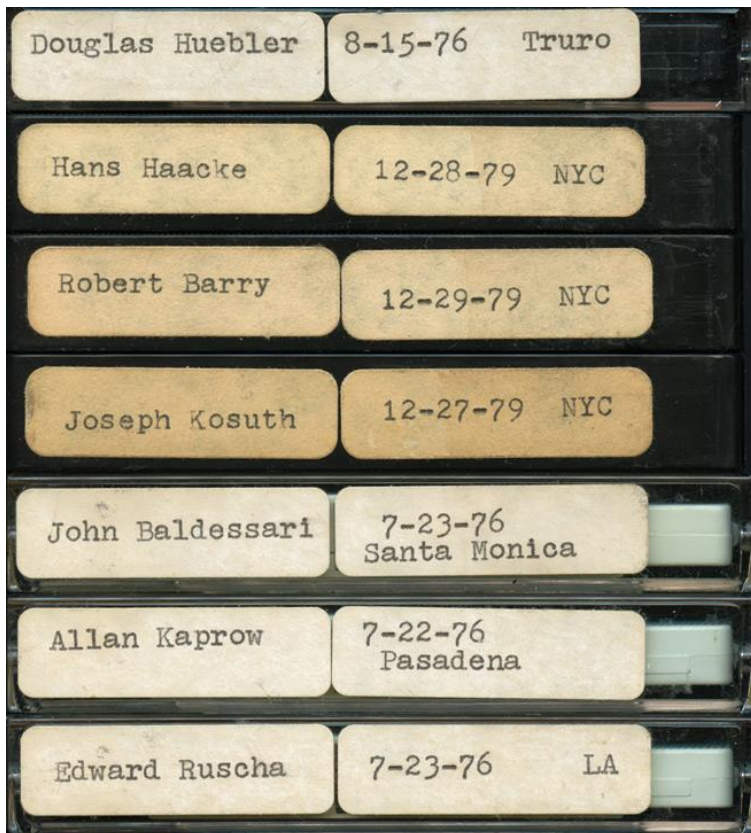 Douglas Huebler 8-15-76 Truro
Hans Haacke 12-28-79 NYC
Robert Barry 12-29-79 NYC
Joseph Kosuth 12-27-79 NYC
John Baldessari 7-23-76
Santa Monica
Allan Kaprow 7-22-76
Pasadena
Edward Ruscha 7-23-76 LA